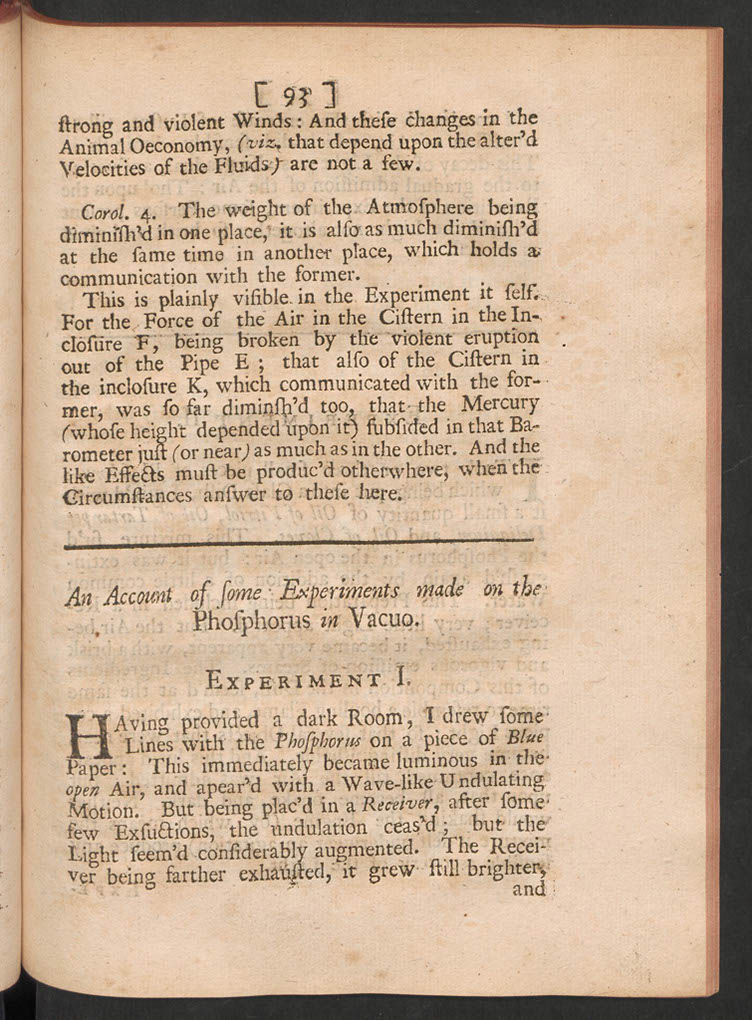 [ 93 ]
ſtrong and violent Winds: And theſe changes in the
Animal Oeconomy, (viz. that depend upon the alter'd
Velocities of the Fluids) are not a few.
Corol. 4. The weight of the Atmoſphere being
diminiſh'd in one place, it is alſo as much diminiſh'd
at the ſame time in another place, which holds a
communication with the former.
This is plainly viſible in the Experiment it ſelf.
For the Force of the Air in the Ciſtern in the In-
cloſure F, being broken by the violent eruption
out of the Pipe E; that alſo of the Ciſtern in
the incloſure K, which communicated with the for-
mer, was ſo far diminſh'd too, that the Mercury
(whoſe height depended upon it) ſubſided in that Ba-
rometer juſt (or near) as much as in the other. And the
like Effects muſt be produc'd otherwhere, when the
Circumſtances anſwer to theſe here.
An Account of ſome Experiments made on the
Phoſphorus in Vacuo.
EXPERIMENT I.
HAving provided a dark Room, I drew ſome
Lines with the Phoſphorus on a piece of Blue
Paper: This immediately became luminous in the
open Air, and apear'd with a Wave-like Undulating
Motion. But being plac'd in a Receiver, after ſome
few Exſuctions, the undulation ceas'd; but the
Light ſeem'd conſiderably augmented. The Recei-
ver being farther exhauſted, it grew ſtill brighter,
and